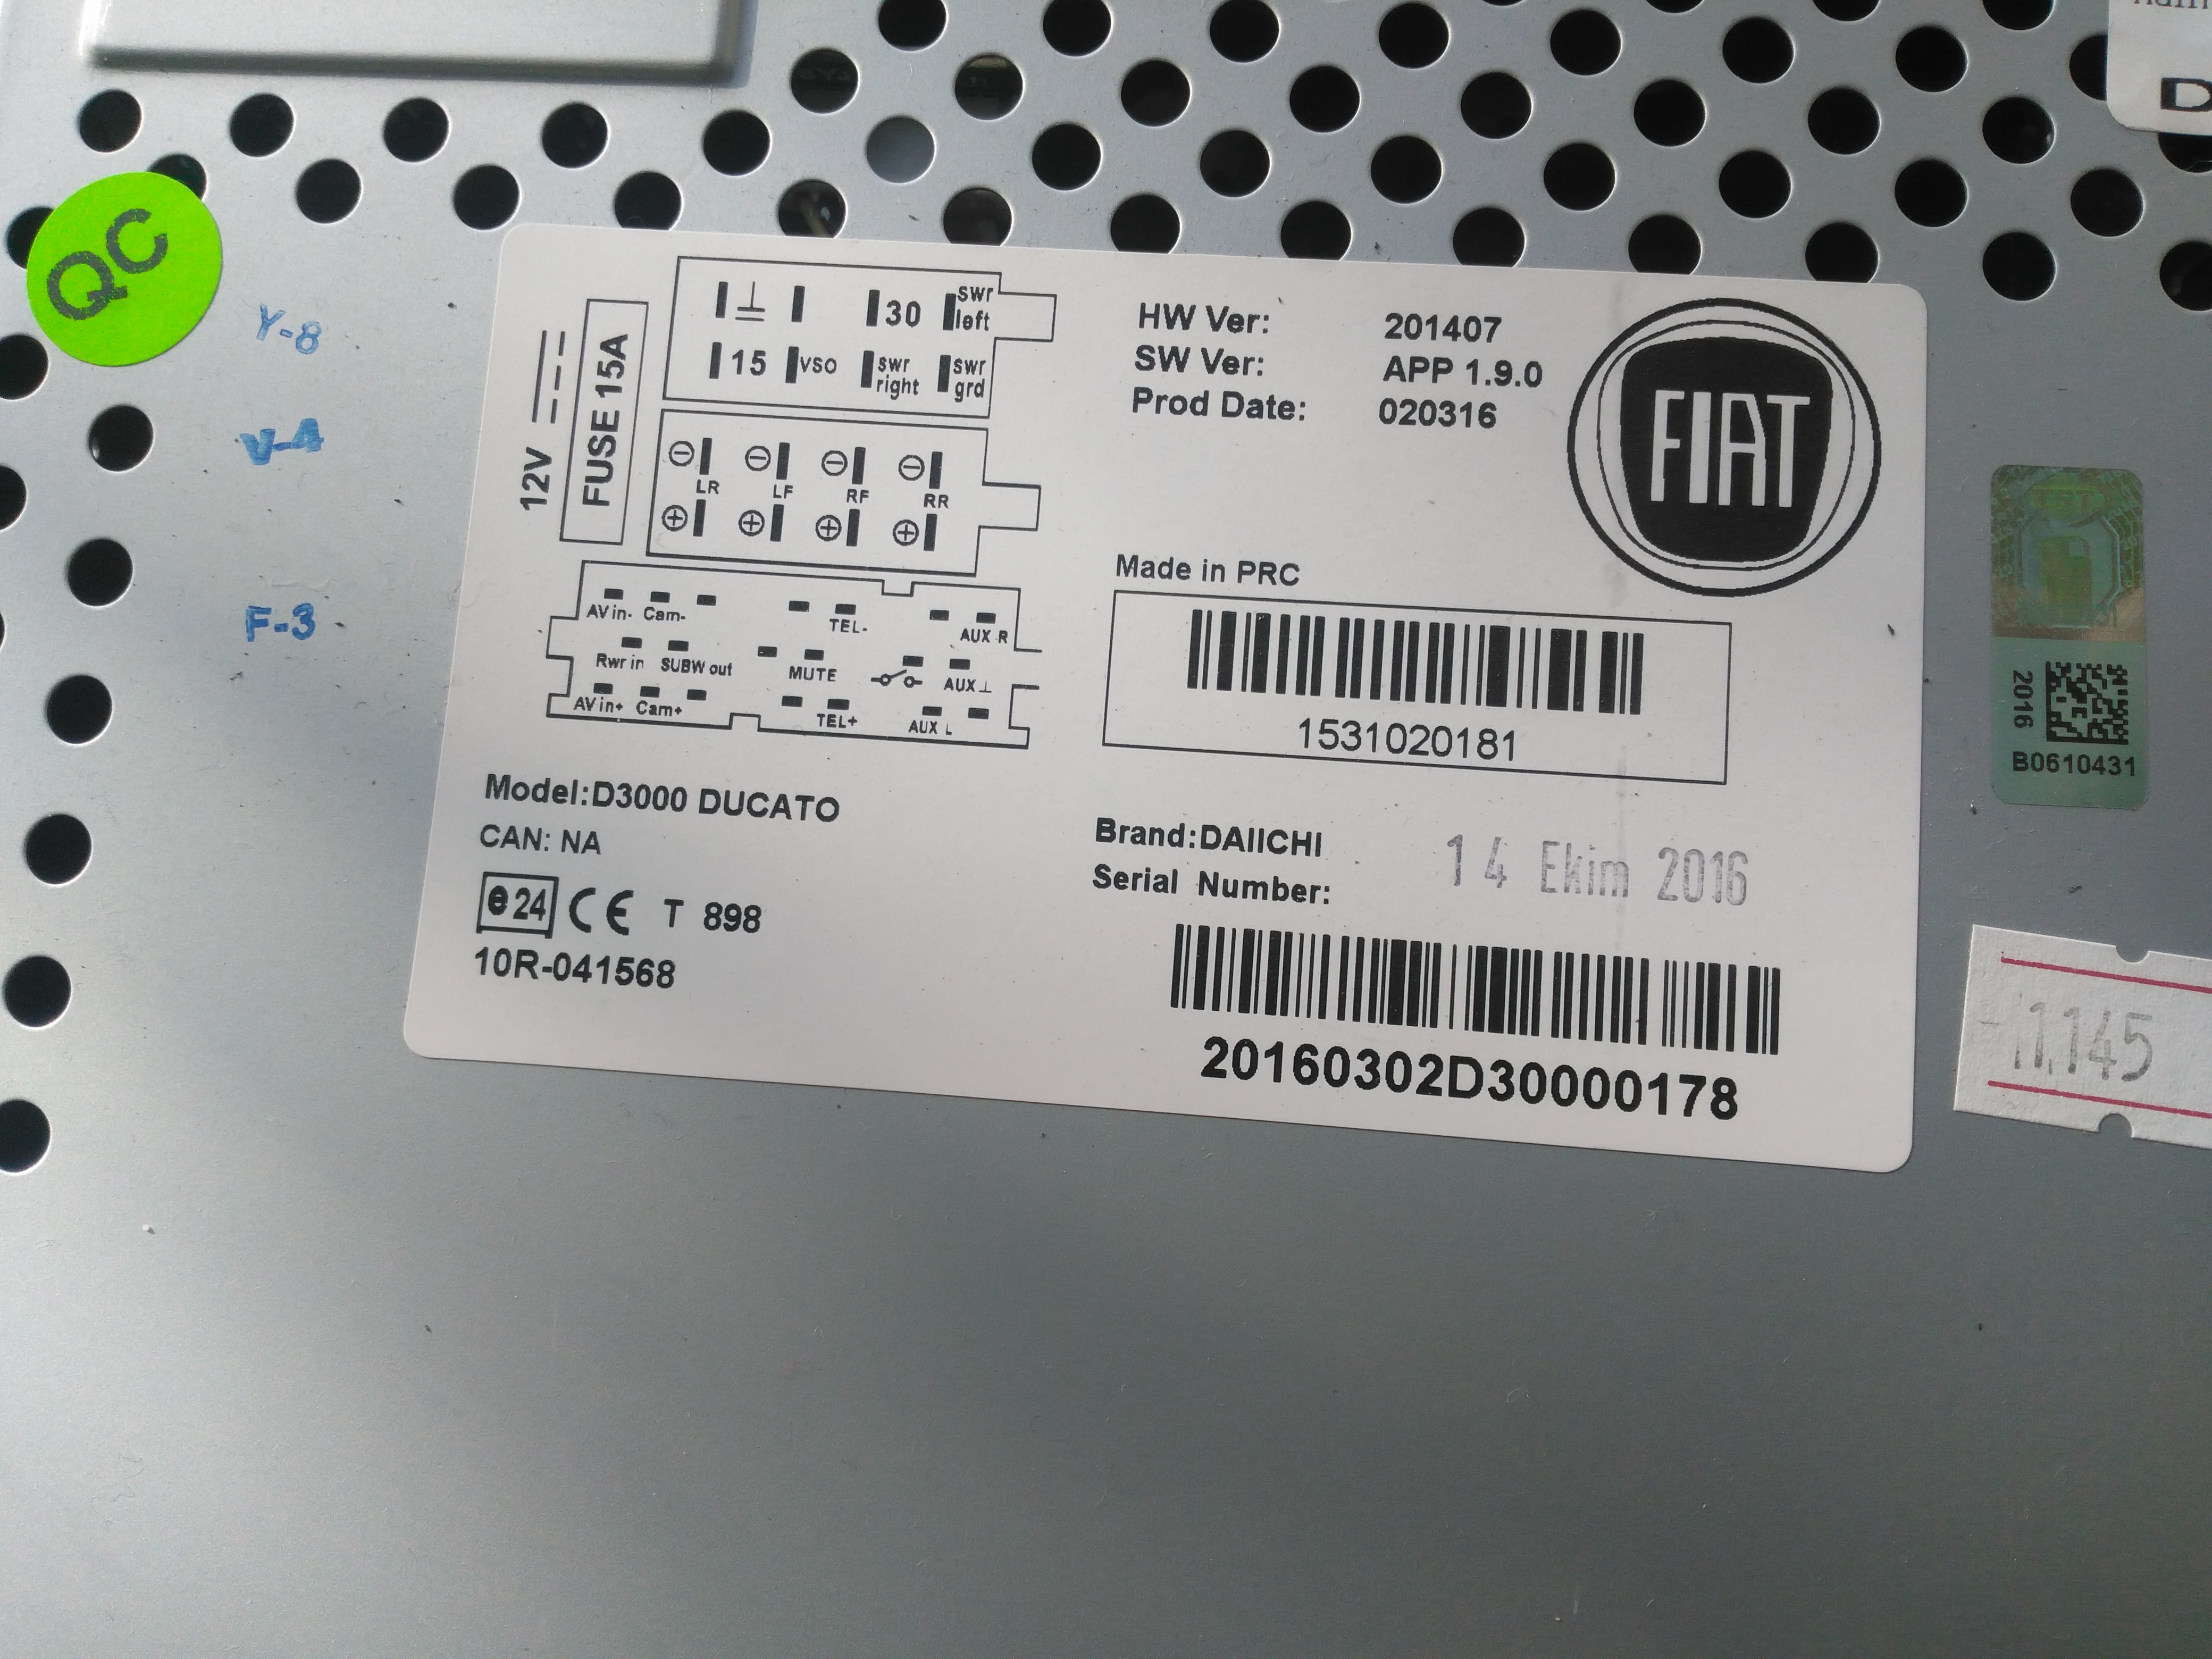 D
QC
Y-8
V-4
F-3
12V
FUSE 15A
30
swr left
15
vso
swr right
swr grd
LR
LF
RF
RR
AV in-
Cam-
TEL-
AUX R
Rwr in
SUBW out
MUTE
AUX
AV in+
Cam+
TEL+
AUX L
HW Ver: 201407
SW Ver: APP 1.9.0
Prod Date: 020316
FIAT
Made in PRC
1531020181
Model:D3000 DUCATO
CAN: NA
e24 CE T 898
10R-041568
Brand:DAIICHI
Serial Number:
14 Ekim 2016
20160302D30000178
2016
B0610431
11.145